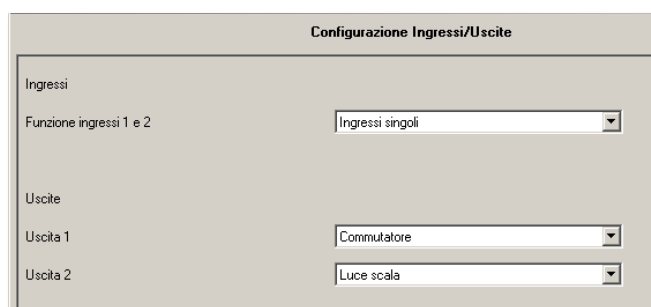 Configurazione Ingressi/Uscite
Ingressi
Funzione ingressi 1 e 2 Ingressi singoli
Uscite
Uscita 1 Commutatore
Uscita 2 Luce scala